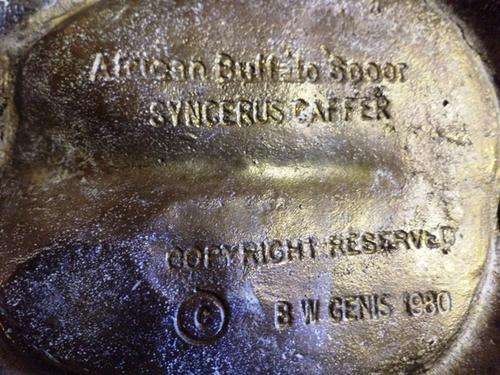 African Buffalo Spoor
SYNCERUS CAFFER
COPYRIGHT RESERVED
© B W GENIS 1980